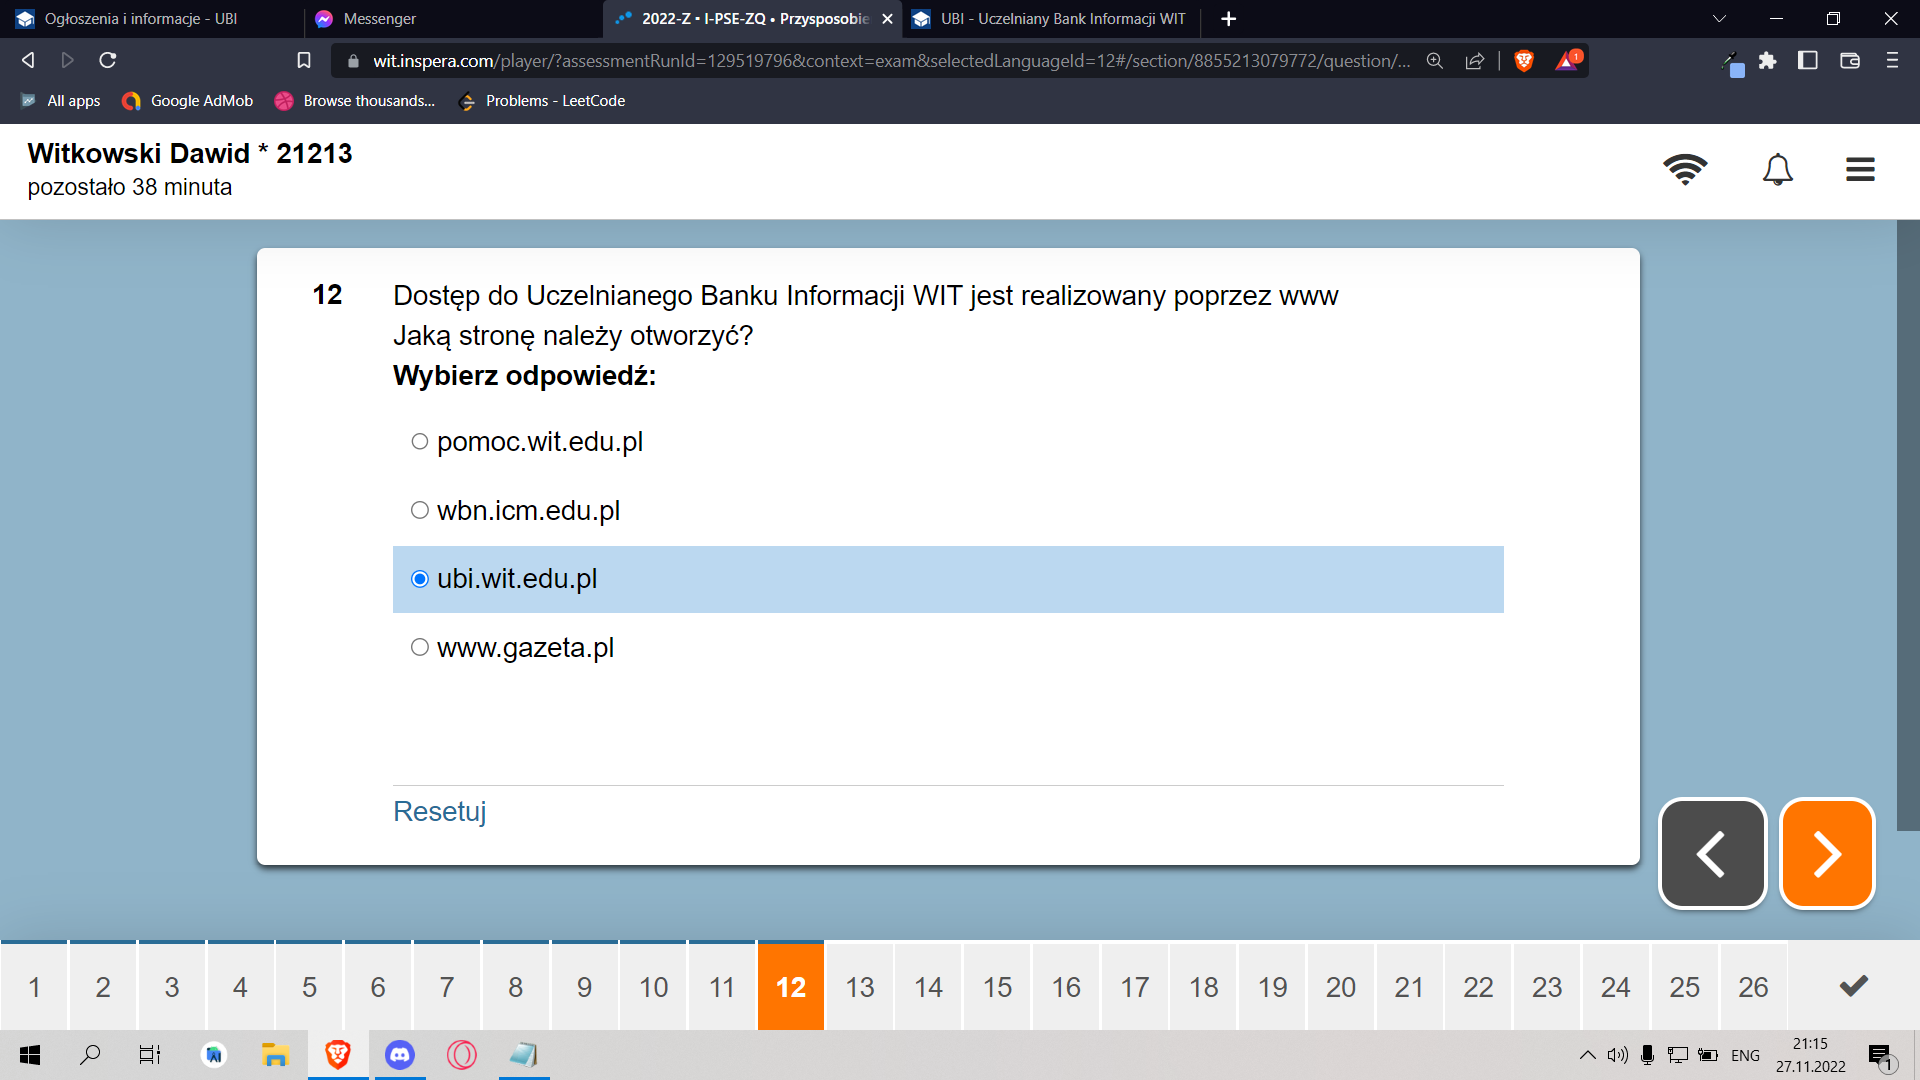 Ogłoszenia i informacje - UBI
Messenger
2022-Z • I-PSE-ZQ • Przysposobie
UBI - Uczelniany Bank Informacji WIT
wit.inspera.com/player/?assessmentRunId=129519796&context=exam&selectedLanguageId=12#/section/8855213079772/question/...
1
All apps
Google AdMob
Browse thousands...
Problems - LeetCode
Witkowski Dawid * 21213
pozostało 38 minuta
12
Dostęp do Uczelnianego Banku Informacji WIT jest realizowany poprzez www
Jaką stronę należy otworzyć?
Wybierz odpowiedź:
pomoc.wit.edu.pl
wbn.icm.edu.pl
ubi.wit.edu.pl
www.gazeta.pl
Resetuj
1 2 3 4 5 6 7 8 9 10 11 12 13 14 15 16 17 18 19 20 21 22 23 24 25 26
ENG
21:15
27.11.2022
1